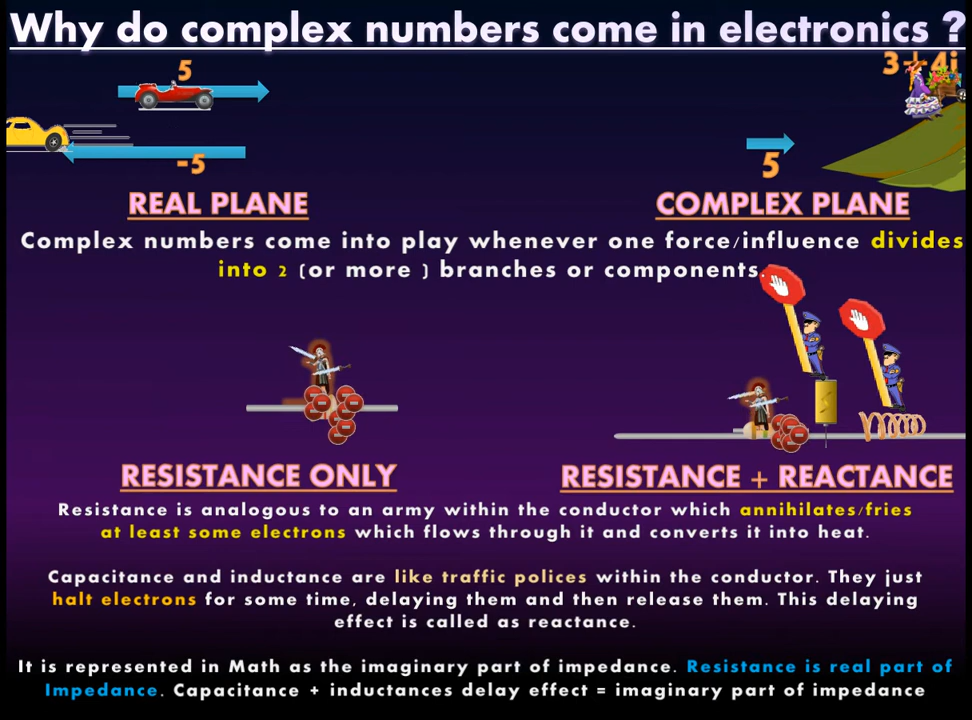 Why do complex numbers come in electronics ?
5
3+4i
-5
5
REAL PLANE
COMPLEX PLANE
Complex numbers come into play whenever one force/influence divides
into 2 (or more ) branches or components.
RESISTANCE ONLY
RESISTANCE + REACTANCE
Resistance is analogous to an army within the conductor which annihilates/fries
at least some electrons which flows through it and converts it into heat.
Capacitance and inductance are like traffic polices within the conductor. They just
halt electrons for some time, delaying them and then release them. This delaying
effect is called as reactance.
It is represented in Math as the imaginary part of impedance. Resistance is real part of
Impedance. Capacitance + inductances delay effect = imaginary part of impedance